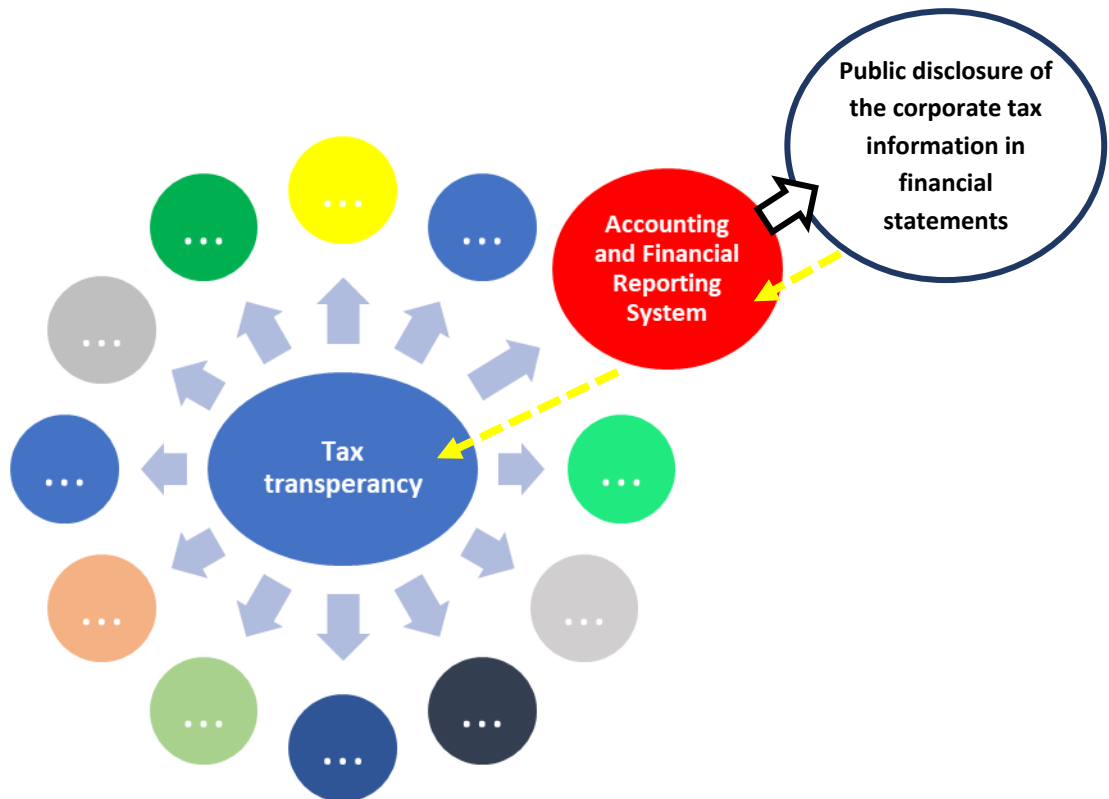 Public disclosure of
the corporate tax
information in
financial
statements
Accounting
and Financial
Reporting
System
...
...
...
...
...
Tax
transperancy
...
...
...
...
...
...